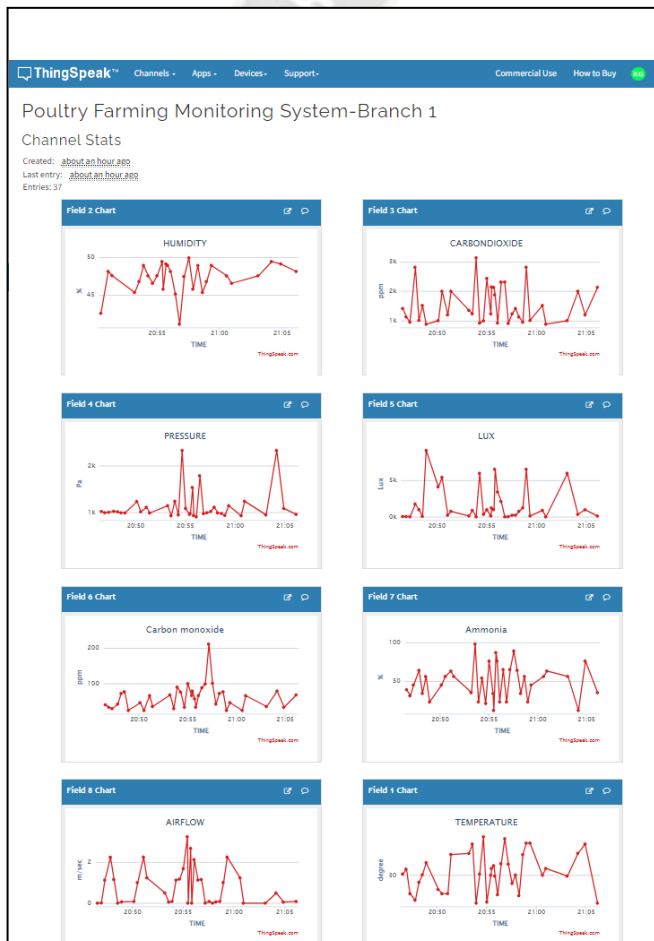 ThingSpeak™ Channels Apps Devices Support Commercial Use How to Buy KG
Poultry Farming Monitoring System-Branch 1
Channel Stats
Created: about an hour ago
Last entry: about an hour ago
Entries: 37
Field 2 Chart
HUMIDITY
50
45
%
20:55 21:00 21:05
TIME
ThingSpeak.com
Field 3 Chart
CARBONDIOXIDE
3k
2k
1k
ppm
20:50 20:55 21:00 21:05
TIME
ThingSpeak.com
Field 4 Chart
PRESSURE
2k
1k
Pa
20:50 20:55 21:00 21:05
TIME
ThingSpeak.com
Field 5 Chart
LUX
5k
0k
Lux
20:50 20:55 21:00 21:05
TIME
ThingSpeak.com
Field 6 Chart
Carbon monoxide
200
100
ppm
20:50 20:55 21:00 21:05
TIME
ThingSpeak.com
Field 7 Chart
Ammonia
100
50
%
20:50 20:55 21:00 21:05
TIME
ThingSpeak.com
Field 8 Chart
AIRFLOW
2
0
m/sec
20:50 20:55 21:00 21:05
TIME
ThingSpeak.com
Field 1 Chart
TEMPERATURE
degree
20:50 20:55 21:00 21:05
TIME
ThingSpeak.com